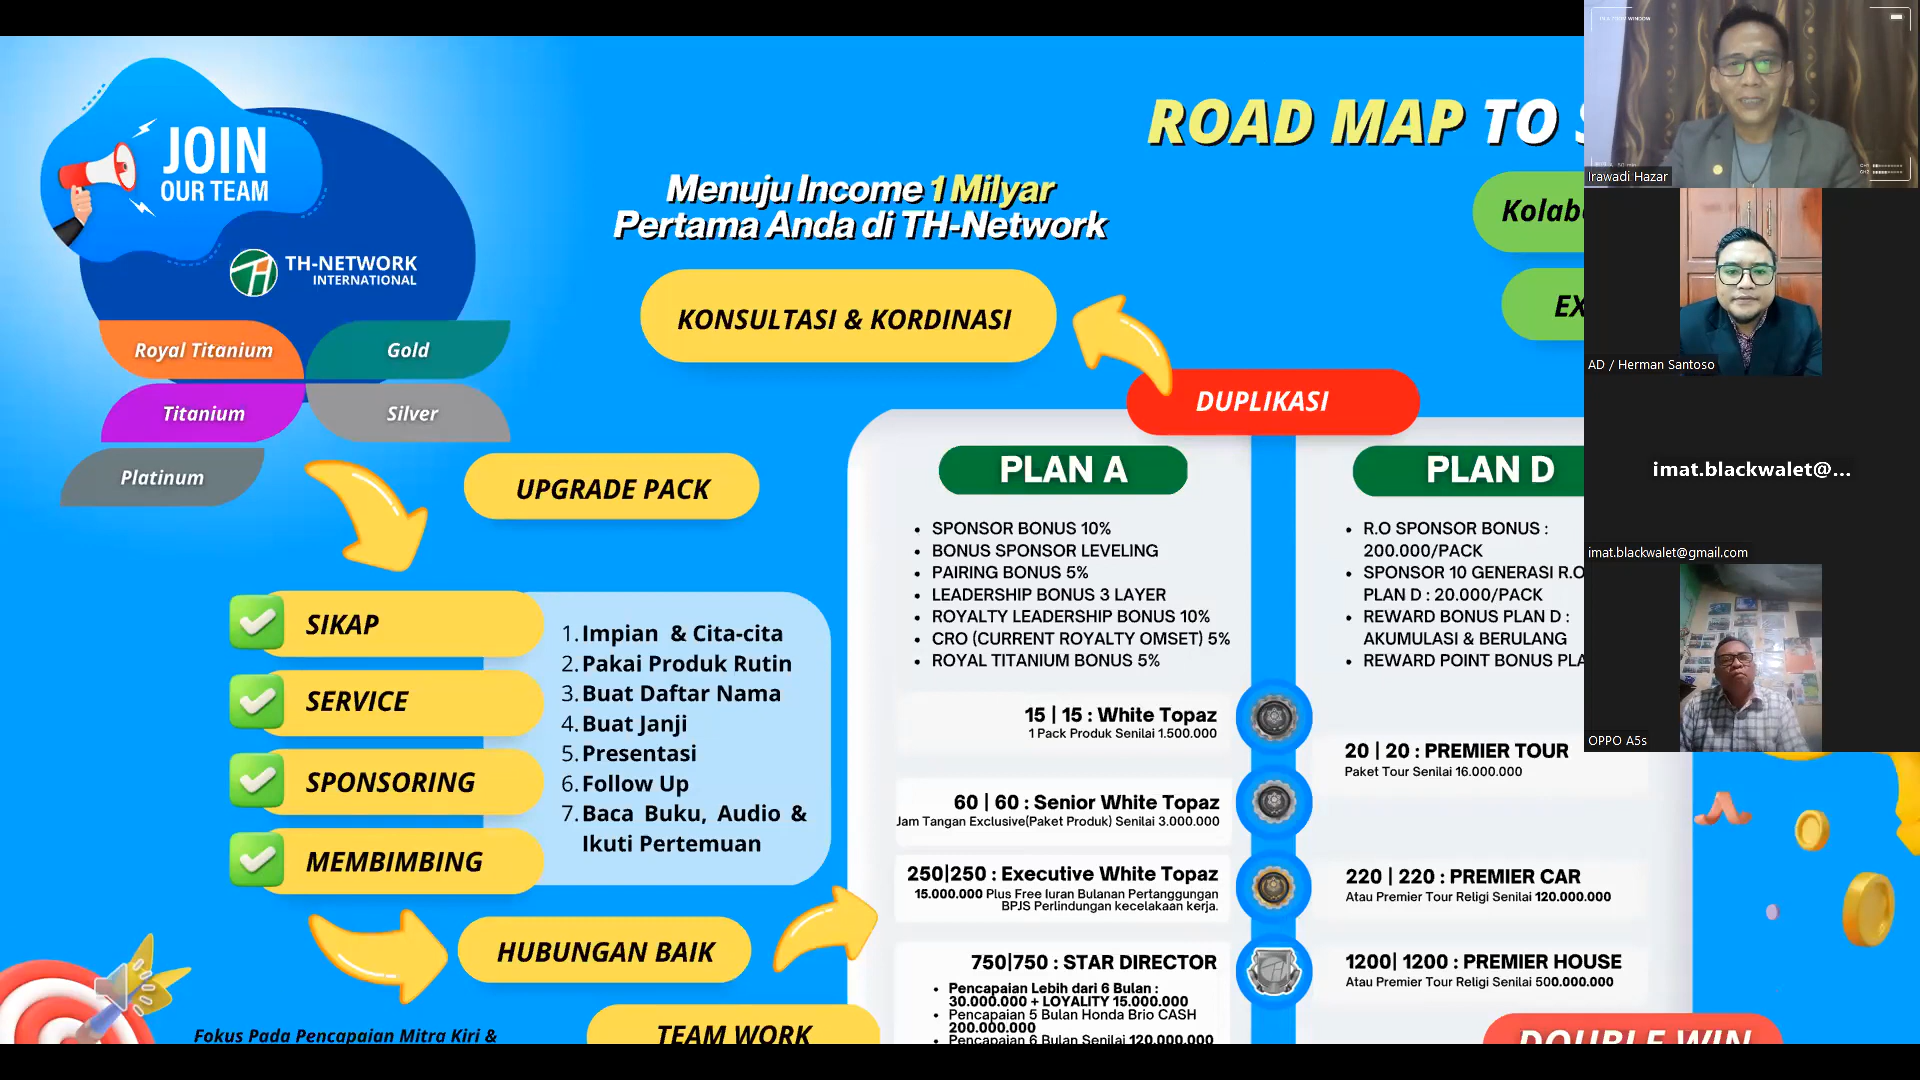 JOIN
OUR TEAM
TH-NETWORK
INTERNATIONAL
Royal Titanium
Gold
Titanium
Silver
Platinum
ROAD MAP TO
Menuju Income 1 Milyar
Pertama Anda di TH-Network
KONSULTASI & KORDINASI
DUPLIKASI
UPGRADE PACK
SIKAP
SERVICE
SPONSORING
MEMBIMBING
1. Impian & Cita-cita
2. Pakai Produk Rutin
3. Buat Daftar Nama
4. Buat Janji
5. Presentasi
6. Follow Up
7. Baca Buku, Audio &
Ikuti Pertemuan
HUBUNGAN BAIK
TEAM WORK
Fokus Pada Pencapaian Mitra Kiri &
PLAN A
• SPONSOR BONUS 10%
• BONUS SPONSOR LEVELING
• PAIRING BONUS 5%
• LEADERSHIP BONUS 3 LAYER
• ROYALTY LEADERSHIP BONUS 10%
• CRO (CURRENT ROYALTY OMSET) 5%
• ROYAL TITANIUM BONUS 5%
15 | 15 : White Topaz
1 Pack Produk Senilai 1.500.000
60 | 60 : Senior White Topaz
Jam Tangan Exclusive(Paket Produk) Senilai 3.000.000
250|250 : Executive White Topaz
15.000.000 Plus Free Iuran Bulanan Pertanggungan
BPJS Perlindungan kecelakaan kerja.
750|750 : STAR DIRECTOR
• Pencapaian Lebih dari 6 Bulan :
30.000.000 + LOYALITY 15.000.000
• Pencapaian 5 Bulan Honda Brio CASH
200.000.000
• Pencapaian 6 Bulan Senilai 120.000.000
PLAN D
• R.O SPONSOR BONUS :
200.000/PACK
• SPONSOR 10 GENERASI R.O
PLAN D : 20.000/PACK
• REWARD BONUS PLAN D :
AKUMULASI & BERULANG
• REWARD POINT BONUS PLA
20 | 20 : PREMIER TOUR
Paket Tour Senilai 16.000.000
220 | 220 : PREMIER CAR
Atau Premier Tour Religi Senilai 120.000.000
1200| 1200 : PREMIER HOUSE
Atau Premier Tour Religi Senilai 500.000.000
DOUBLE WIN
Kolab
EX
Irawadi Hazar
AD / Herman Santoso
imat.blackwalet@...
imat.blackwalet@gmail.com
OPPO A5s